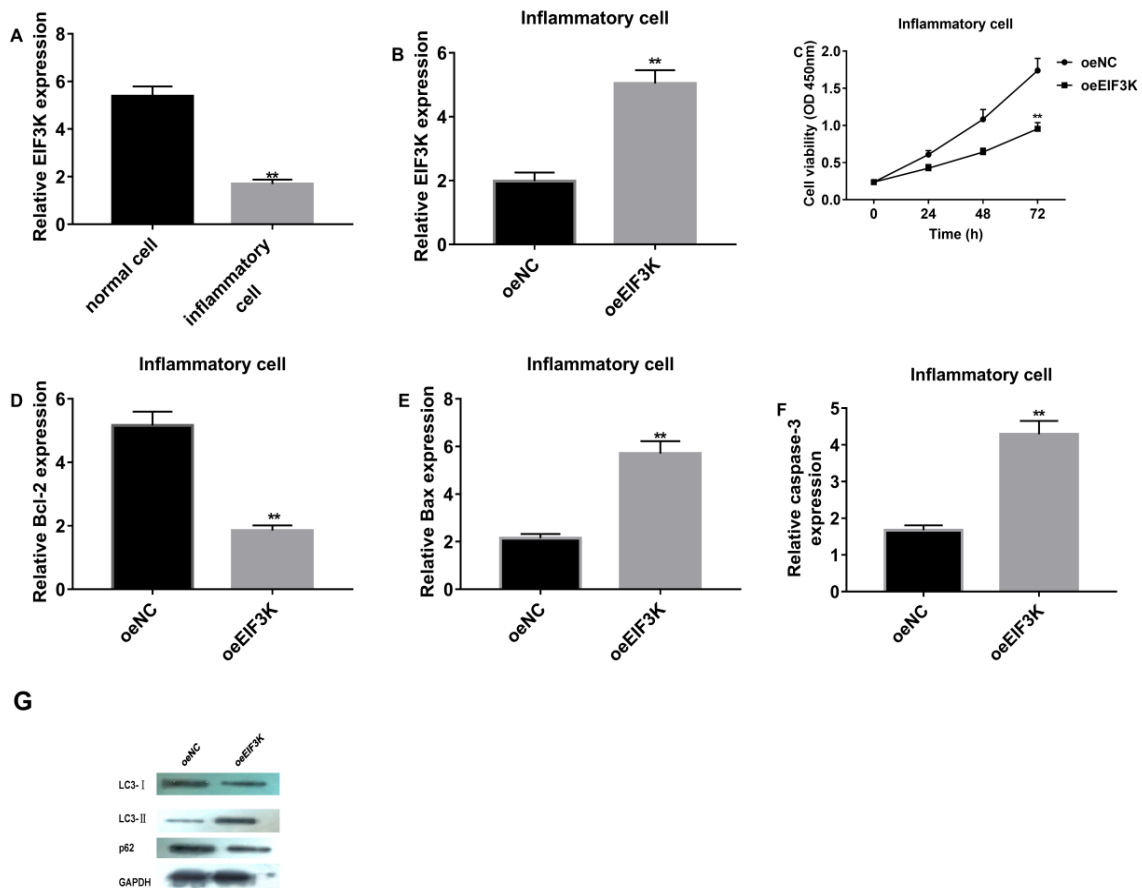 A
Relative EIF3K expression
8
6
4
2
0
normal cell
inflammatory
cell
**
Inflammatory cell
B
Relative EIF3K expression
6
4
2
0
oeNC
oeEIF3K
**
Inflammatory cell
C
Cell viability (OD 450nm)
2.0
1.5
1.0
0.5
0.0
0
24
48
72
Time (h)
oeNC
oeEIF3K
**
Inflammatory cell
D
Relative Bcl-2 expression
6
4
2
0
oeNC
oeEIF3K
**
Inflammatory cell
E
Relative Bax expression
8
6
4
2
0
oeNC
oeEIF3K
**
Inflammatory cell
F
Relative caspase-3
expression
5
4
3
2
1
0
oeNC
oeEIF3K
**
G
oeNC
oeEIF3K
LC3-Ⅰ
LC3-Ⅱ
p62
GAPDH